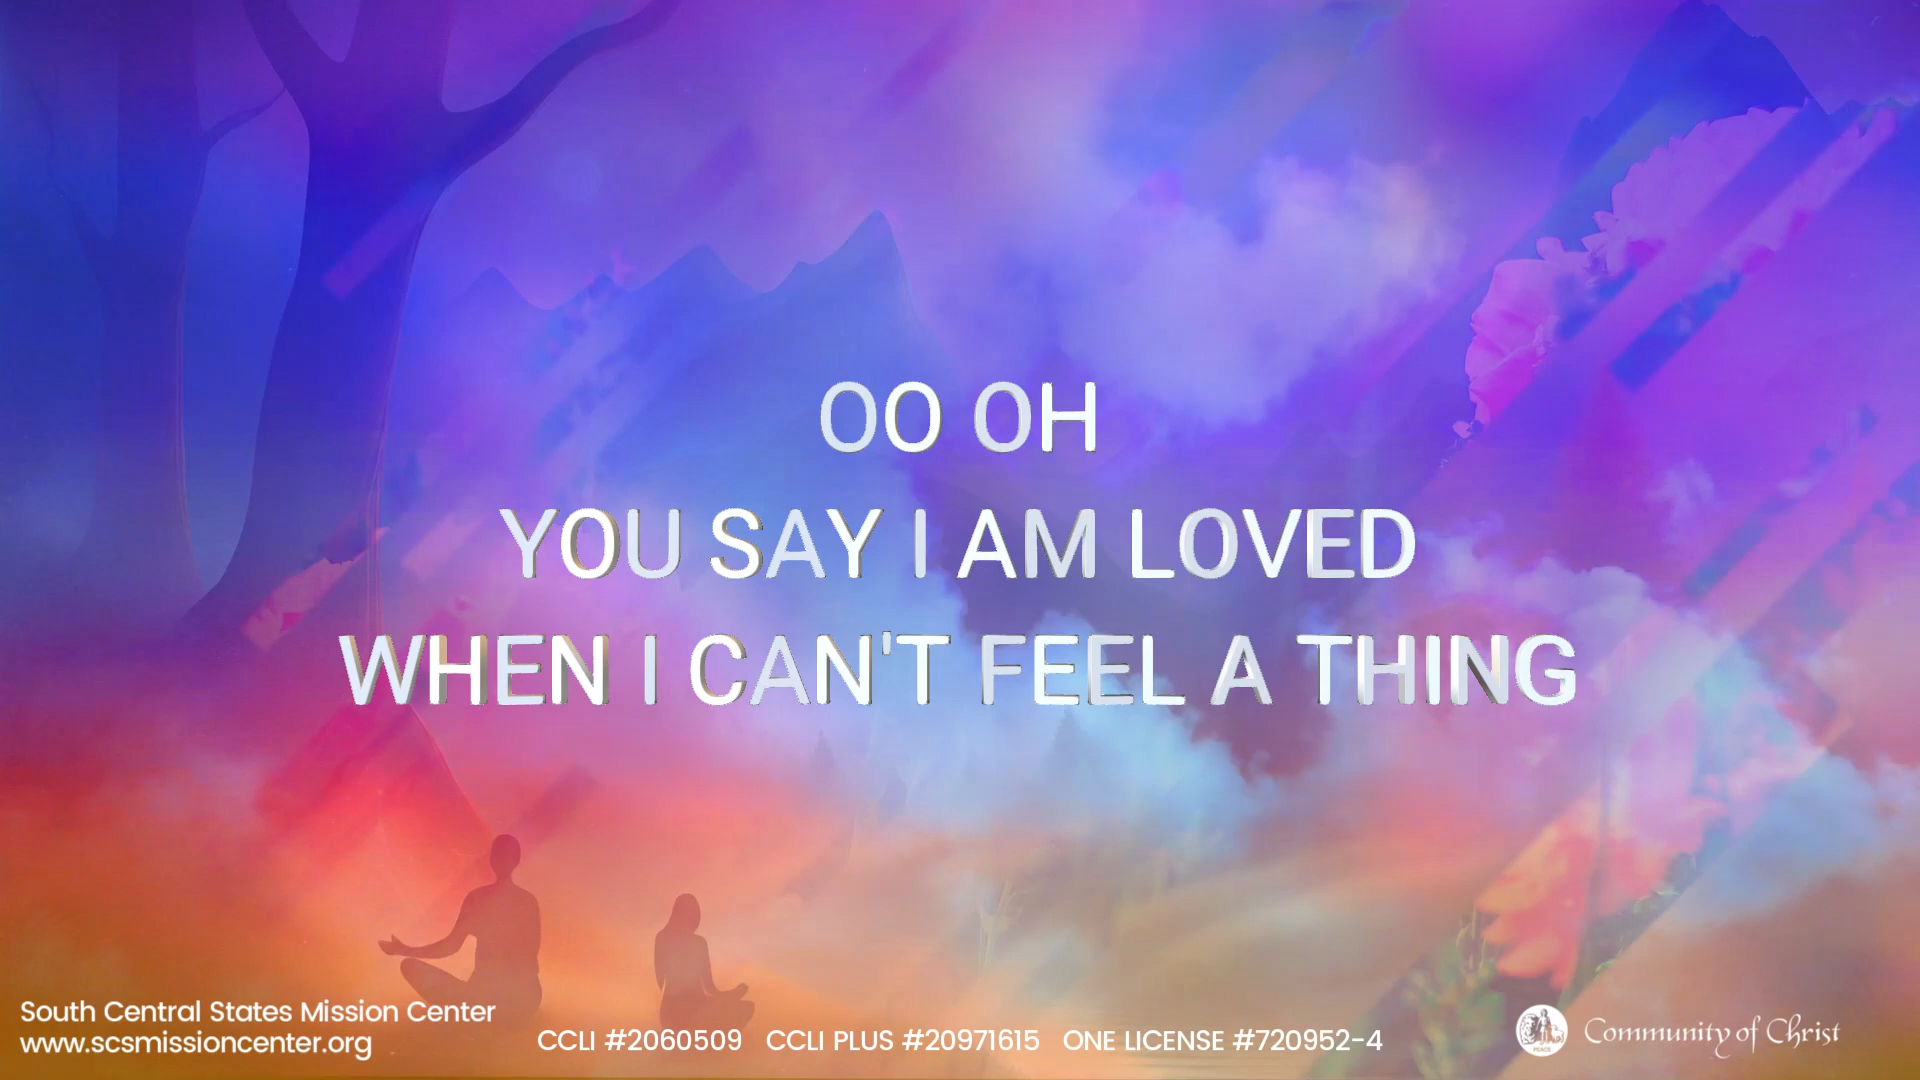 OO OH
YOU SAY I AM LOVED
WHEN I CAN'T FEEL A THING
South Central States Mission Center
www.scsmissioncenter.org
CCLI #2060509 CCLI PLUS #20971615 ONE LICENSE #720952-4
PEACE
Community of Christ